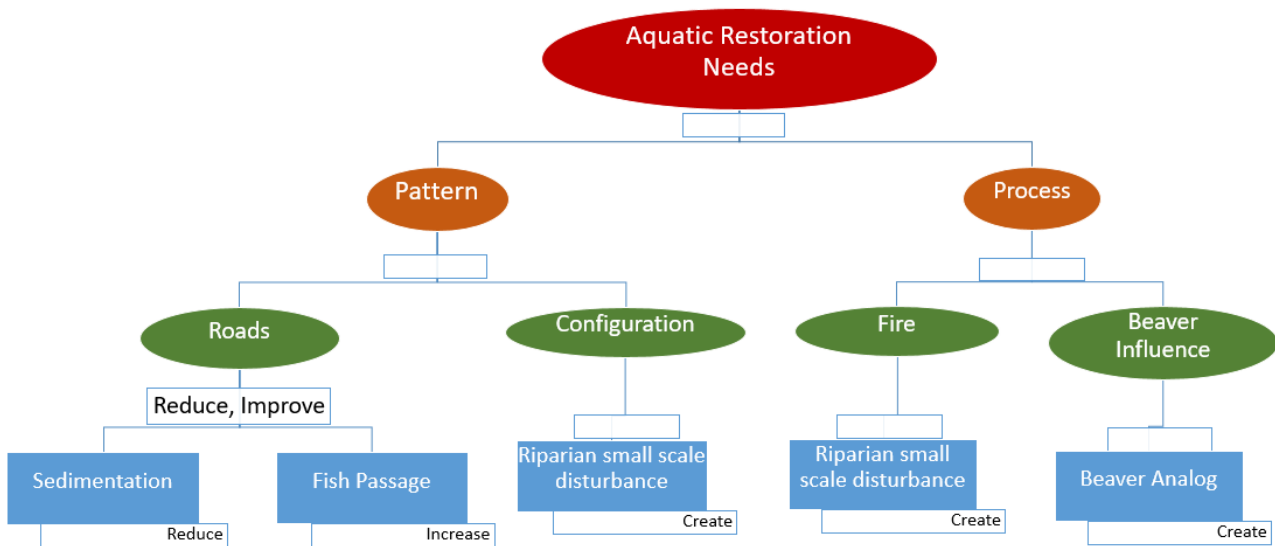 Aquatic Restoration
Needs
Pattern
Process
Roads
Configuration
Fire
Beaver
Influence
Reduce, Improve
Sedimentation
Reduce
Fish Passage
Increase
Riparian small scale
disturbance
Create
Riparian small
scale disturbance
Create
Beaver Analog
Create